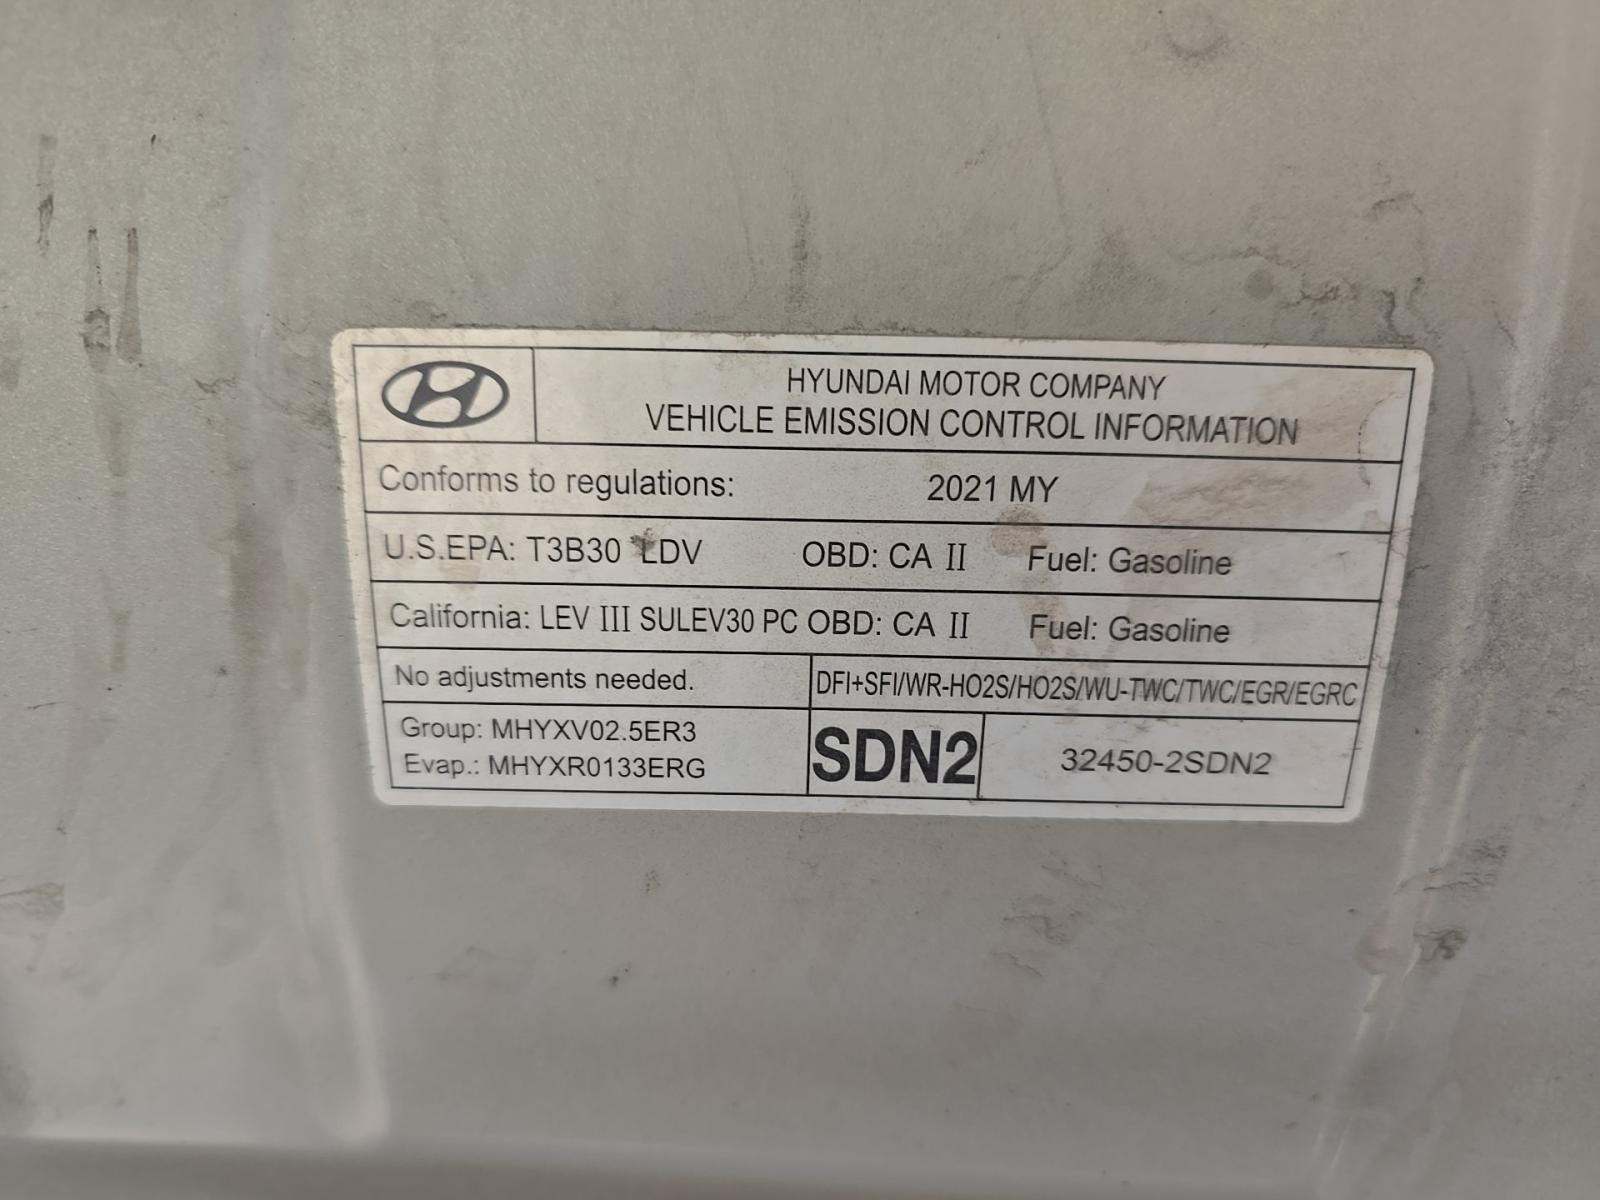 HYUNDAI MOTOR COMPANY
VEHICLE EMISSION CONTROL INFORMATION
Conforms to regulations: 2021 MY
U.S.EPA: T3B30 LDV OBD: CA II Fuel: Gasoline
California: LEV III SULEV30 PC OBD: CA II Fuel: Gasoline
No adjustments needed. DFI+SFI/WR-HO2S/HO2S/WU-TWC/TWC/EGR/EGRC
Group: MHYXV02.5ER3
Evap.: MHYXR0133ERG
SDN2 32450-2SDN2